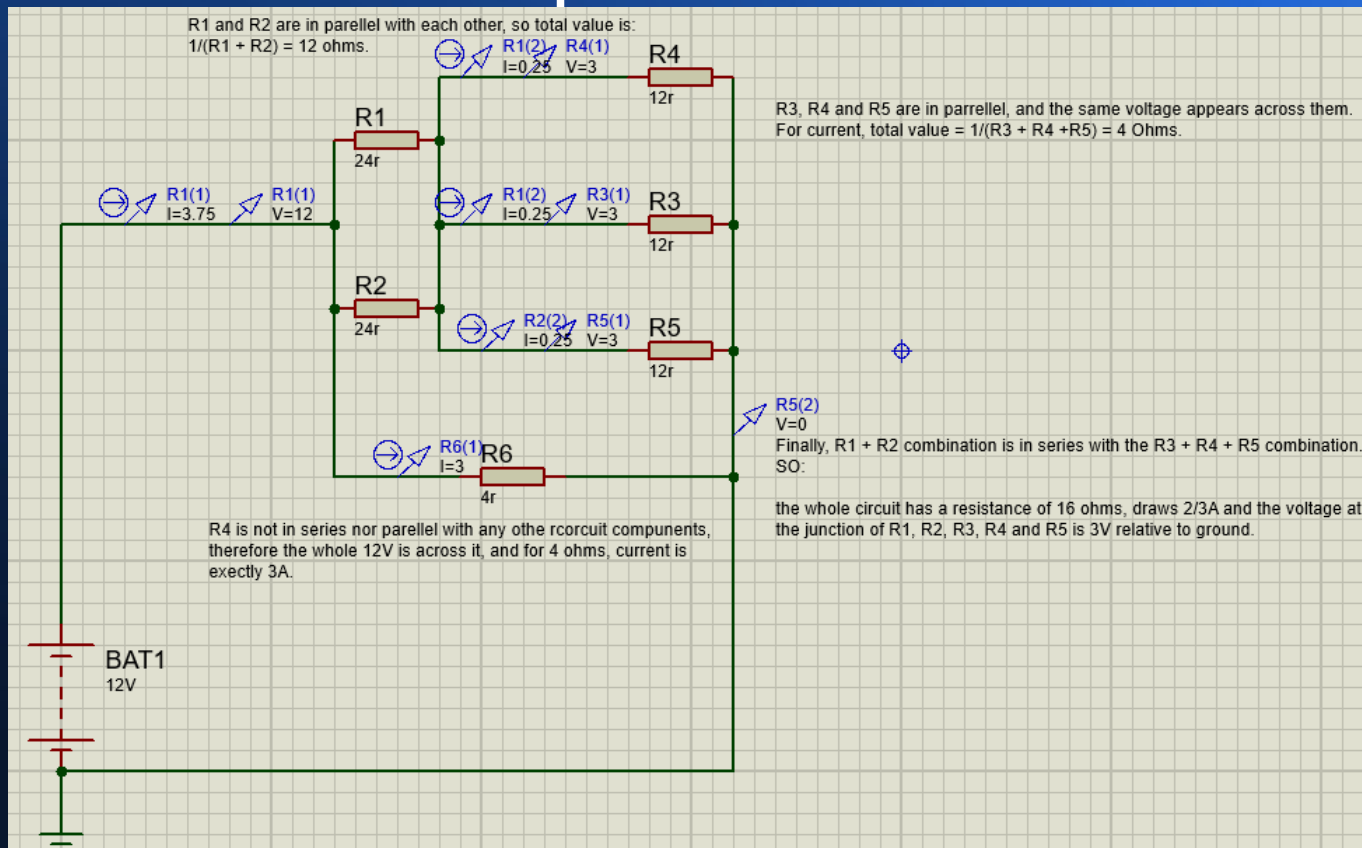 R1 and R2 are in parellel with each other, so total value is:
1/(R1 + R2) = 12 ohms.
R1(2)
I=0.25
R4(1)
V=3
R4
12r
R3, R4 and R5 are in parrellel, and the same voltage appears across them.
For current, total value = 1/(R3 + R4 +R5) = 4 Ohms.
R1
24r
R1(1)
I=3.75
R1(1)
V=12
R1(2)
I=0.25
R3(1)
V=3
R3
12r
R2
24r
R2(2)
I=0.25
R5(1)
V=3
R5
12r
R5(2)
V=0
Finally, R1 + R2 combination is in series with the R3 + R4 + R5 combination.
SO:
R6(1)
I=3
R6
4r
the whole circuit has a resistance of 16 ohms, draws 2/3A and the voltage at
the junction of R1, R2, R3, R4 and R5 is 3V relative to ground.
R4 is not in series nor parellel with any othe rcorcuit compunents,
therefore the whole 12V is across it, and for 4 ohms, current is
exectly 3A.
BAT1
12V